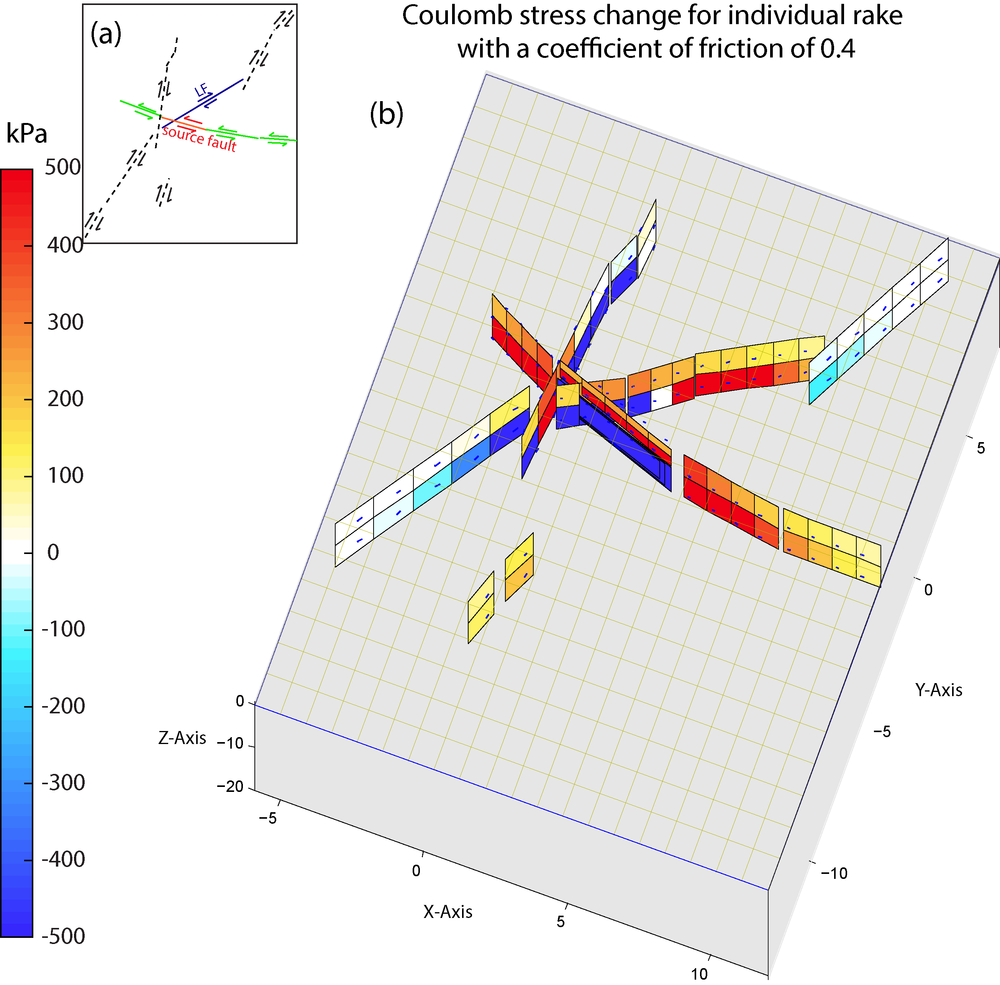 Coulomb stress change for individual rake
with a coefficient of friction of 0.4
(a)
LF
source fault
(b)
kPa
500
400
300
200
100
0
-100
-200
-300
-400
-500
5
0
−5
−10
Y-Axis
0
−10
−20
Z-Axis
−5
0
5
10
X-Axis